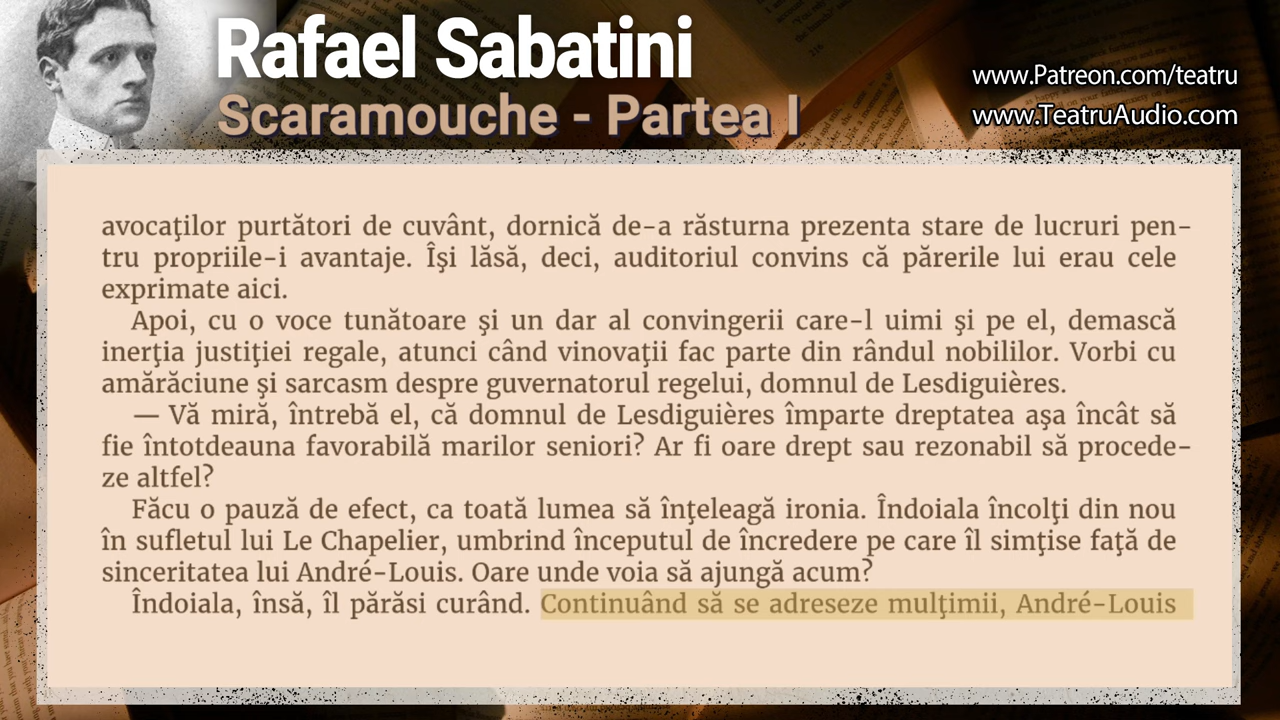 Rafael Sabatini
Scaramouche - Partea I
www.Patreon.com/teatru
www.TeatruAudio.com
avocaţilor purtători de cuvânt, dornică de-a răsturna prezenta stare de lucruri pen-
tru propriile-i avantaje. Îşi lăsă, deci, auditoriul convins că părerile lui erau cele
exprimate aici.
Apoi, cu o voce tunătoare şi un dar al convingerii care-l uimi şi pe el, demască
inerţia justiţiei regale, atunci când vinovaţii fac parte din rândul nobililor. Vorbi cu
amărăciune şi sarcasm despre guvernatorul regelui, domnul de Lesdiguières.
— Vă miră, întrebă el, că domnul de Lesdiguières împarte dreptatea aşa încât să
fie întotdeauna favorabilă marilor seniori? Ar fi oare drept sau rezonabil să procede-
ze altfel?
Făcu o pauză de efect, ca toată lumea să înţeleagă ironia. Îndoiala încolţi din nou
în sufletul lui Le Chapelier, umbrind începutul de încredere pe care îl simţise faţă de
sinceritatea lui André-Louis. Oare unde voia să ajungă acum?
Îndoiala, însă, îl părăsi curând. Continuând să se adreseze mulţimii, André-Louis